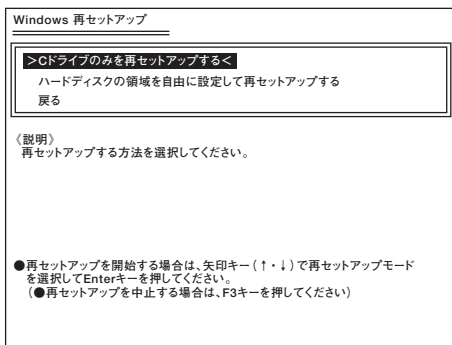 Windows 再セットアップ
>Cドライブのみを再セットアップする<
ハードディスクの領域を自由に設定して再セットアップする
戻る
《説明》
再セットアップする方法を選択してください。
●再セットアップを開始する場合は、矢印キー(↑・↓)で再セットアップモード
を選択してEnterキーを押してください。
(●再セットアップを中止する場合は、F3キーを押してください)